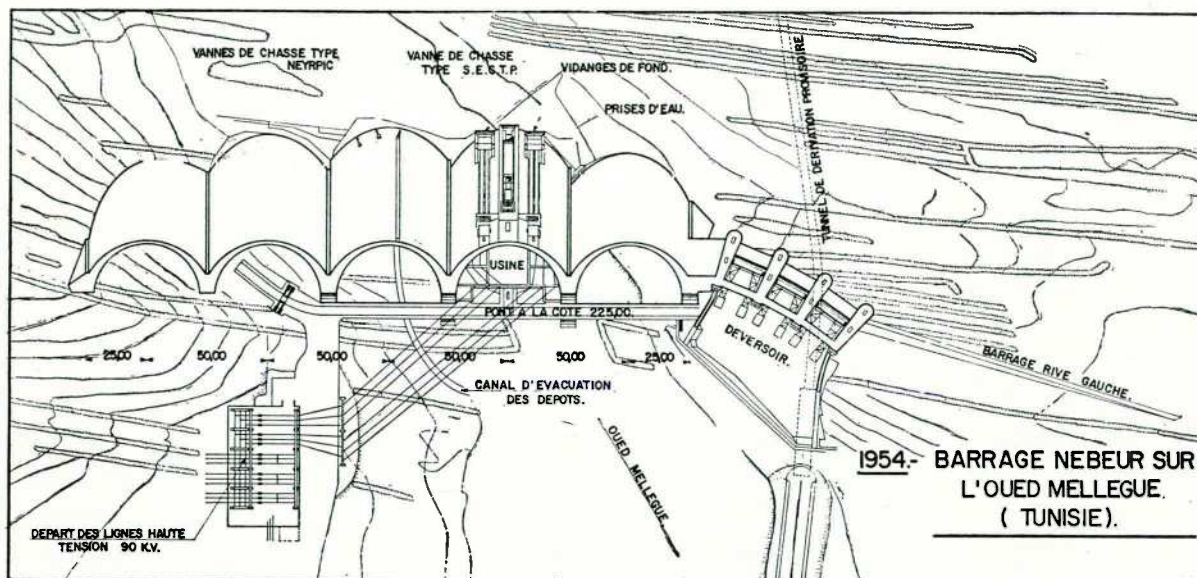 VANNES DE CHASSE TYPE
NEYRPIC
VANNE DE CHASSE
TYPE S.E.S.T.P.
VIDANGES DE FOND.
PRISES D'EAU.
TUNNEL DE DERIVATION PROVISOIRE
USINE
PONT A LA COTE 225,00.
DEVERSOIR.
BARRAGE RIVE GAUCHE.
25,00 50,00 50,00 50,00 50,00 25,00
CANAL D'EVACUATION
DES DEPOTS.
OUED MELLEGUE.
DEPART DES LIGNES HAUTE
TENSION 90 K.V.
1954.- BARRAGE NEBEUR SUR
L'OUED MELLEGUE.
( TUNISIE).